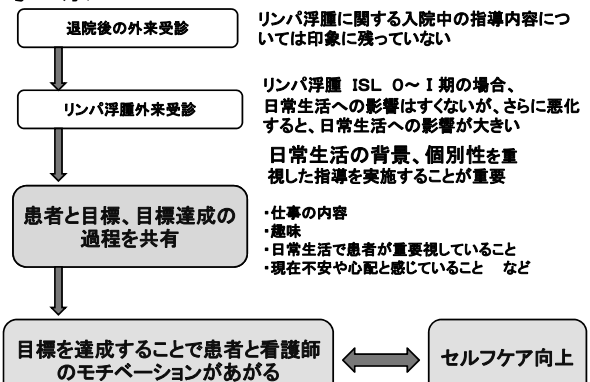 退院後の外来受診
リンパ浮腫に関する入院中の指導内容につ
いては印象に残っていない
リンパ浮腫外来受診
リンパ浮腫 ISL 0～Ⅰ期の場合、
日常生活への影響はすくないが、さらに悪化
すると、日常生活への影響が大きい
日常生活の背景、個別性を重
視した指導を実施することが重要
患者と目標、目標達成の
過程を共有
・仕事の内容
・趣味
・日常生活で患者が重要視していること
・現在不安や心配と感じていること など
目標を達成することで患者と看護師
のモチベーションがあがる
セルフケア向上